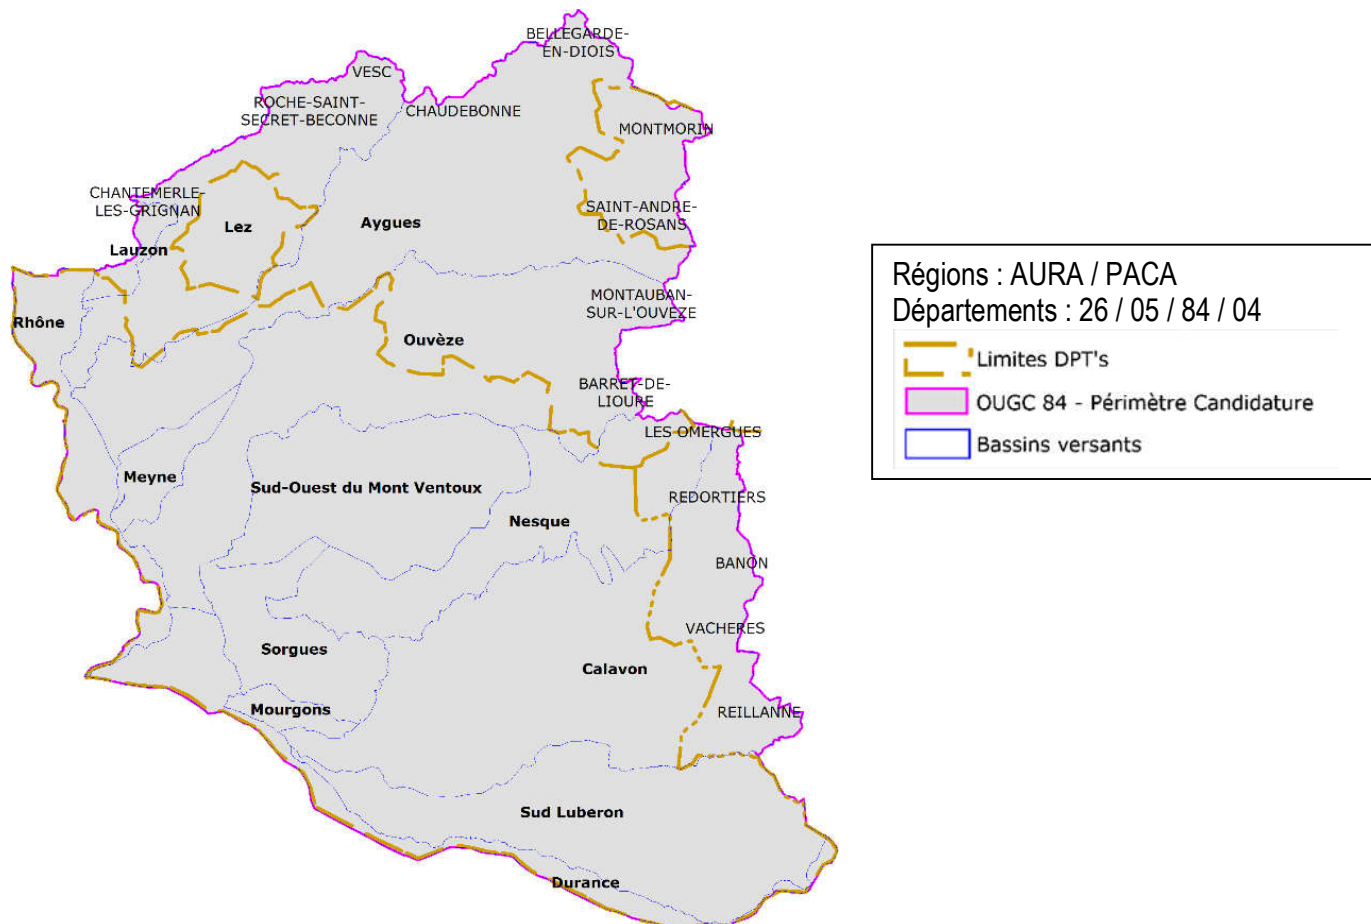 BELLEGARDE-
EN-DIOIS
VESC
ROCHE-SAINT-
SECRET-BECONNE
CHAUDEBONNE
MONTMORIN
CHANTEMERLE-
LES-GRIGNAN
Lez
Aygues
SAINT-ANDRE-
DE-ROSANS
Lauzon
Rhône
MONTAUBAN-
SUR-L'OUVEZE
Ouvèze
BARRET-DE-
LIOURE
LES OMERGUES
Meyne
Sud-Ouest du Mont Ventoux
Nesque
REDORTIERS
BANON
VACHERES
Sorgues
Calavon
Mourgons
REILLANNE
Sud Luberon
Durance
Régions : AURA / PACA
Départements : 26 / 05 / 84 / 04
Limites DPT's
OUGC 84 - Périmètre Candidature
Bassins versants